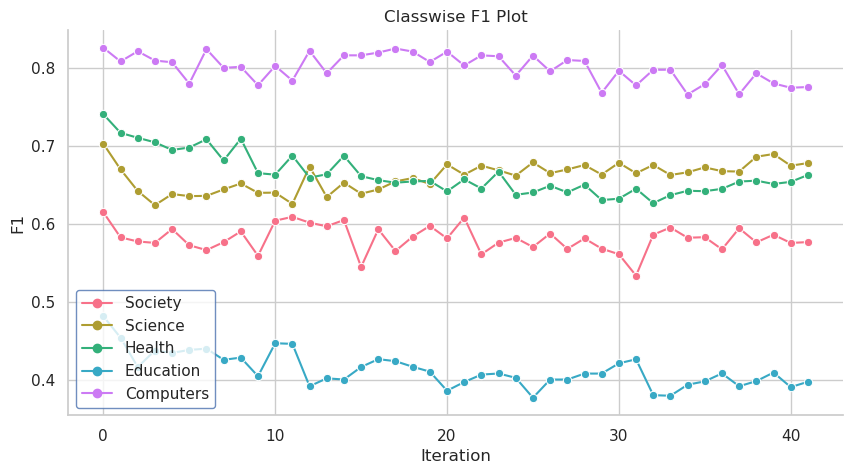 Classwise F1 Plot
F1
0.8
0.7
0.6
0.5
0.4
Society
Science
Health
Education
Computers
0 10 20 30 40
Iteration